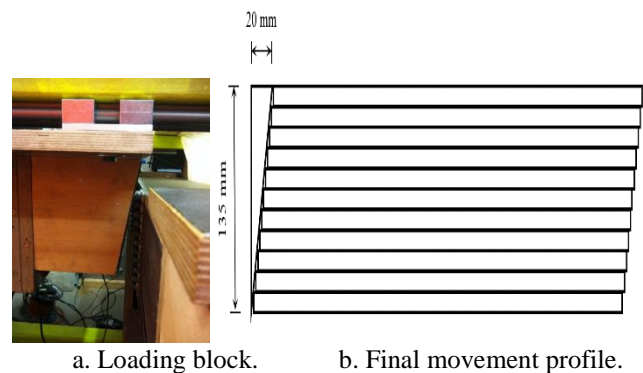 20 mm
135 mm
a. Loading block.
b. Final movement profile.